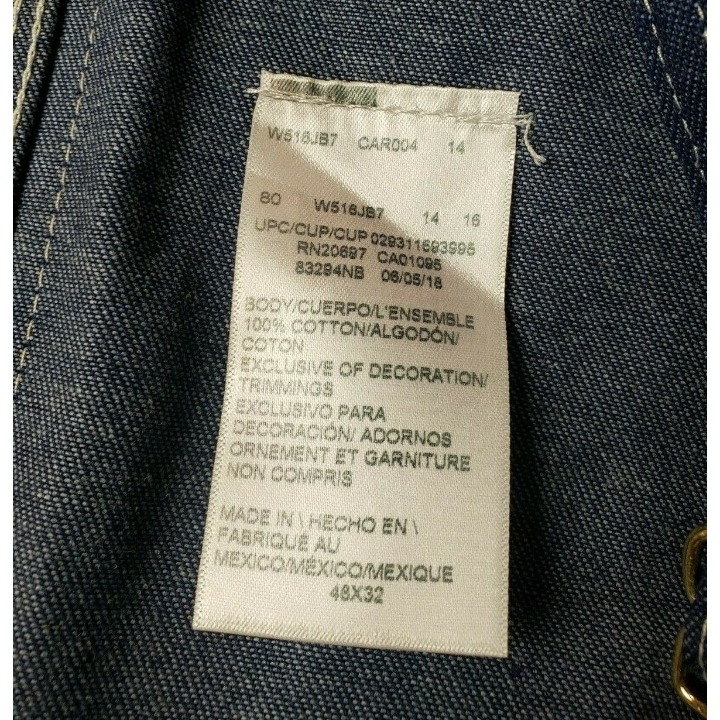 W516JB7 CAR004 14
80 W516JB7 14 16
UPC/CUP/CUP 029311693995
RN20697 CA01095
83294NB 06/05/18
BODY/CUERPO/L'ENSEMBLE
100% COTTON/ALGODÓN/
COTON
EXCLUSIVE OF DECORATION/
TRIMMINGS
EXCLUSIVO PARA
DECORACIÓN/ ADORNOS
ORNEMENT ET GARNITURE
NON COMPRIS
MADE IN \ HECHO EN \
FABRIQUÉ AU
MEXICO/MÉXICO/MEXIQUE
48X32